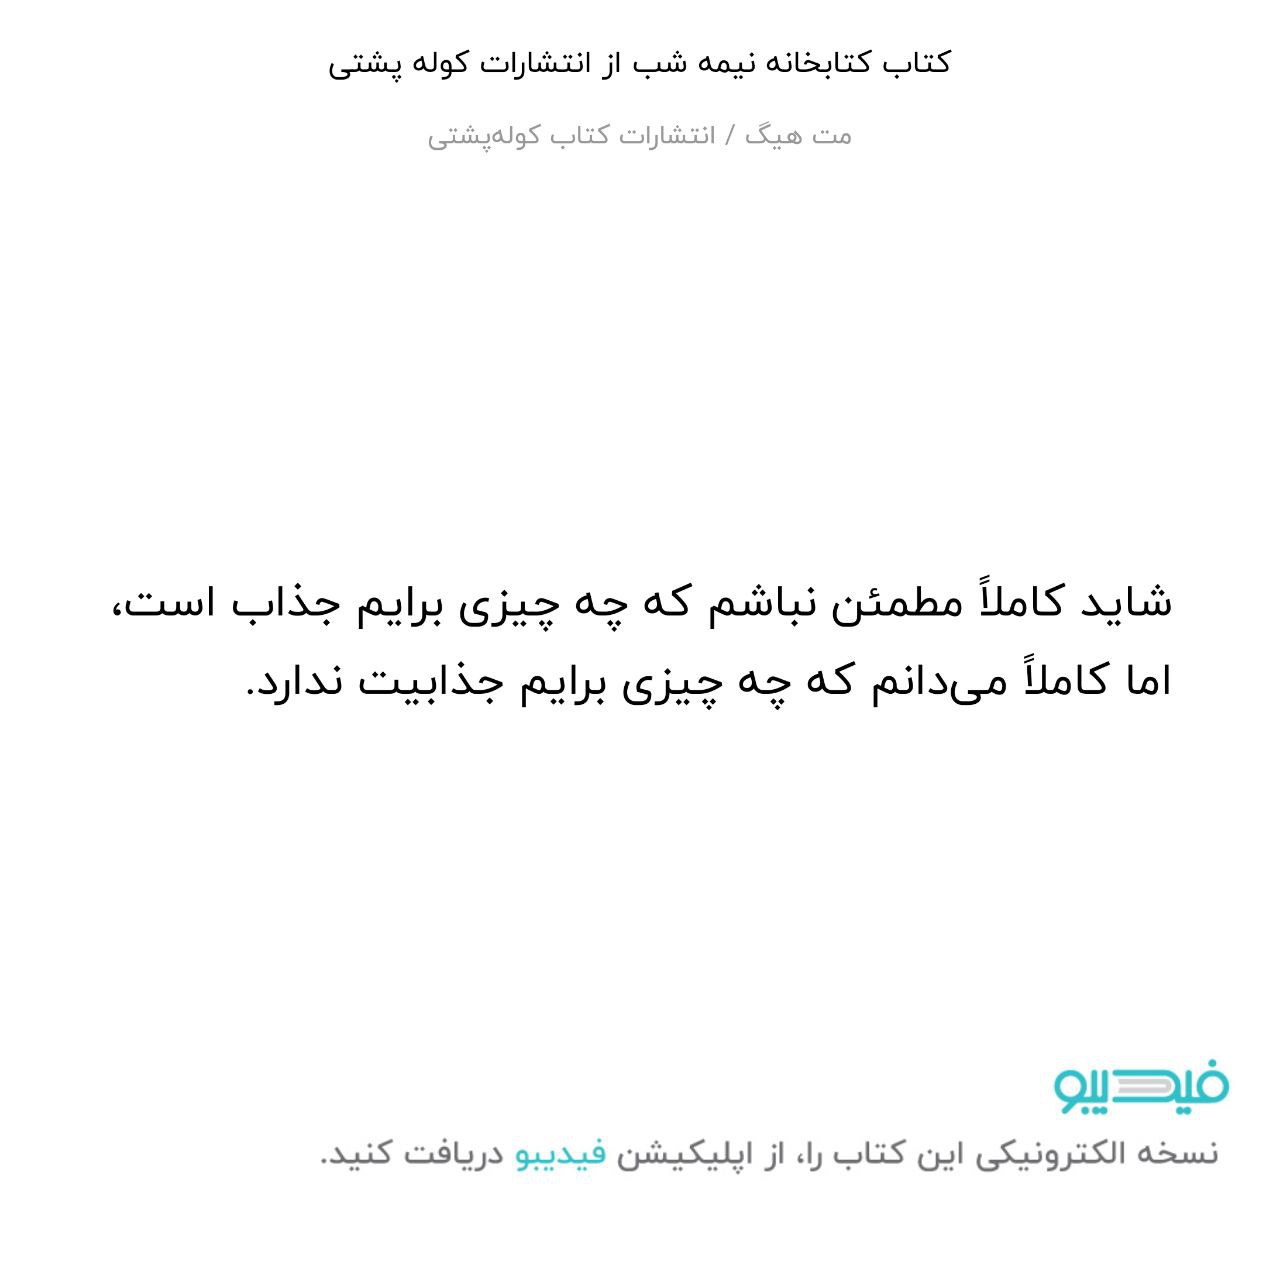 کتاب کتابخانه نیمه شب از انتشارات کوله پشتی
مت هیگ / انتشارات کتاب کوله‌پشتی
شاید کاملاً مطمئن نباشم که چه چیزی برایم جذاب است،
اما کاملاً می‌دانم که چه چیزی برایم جذابیت ندارد.
فیدیبو
نسخه الکترونیکی این کتاب را، از اپلیکیشن فیدیبو دریافت کنید.